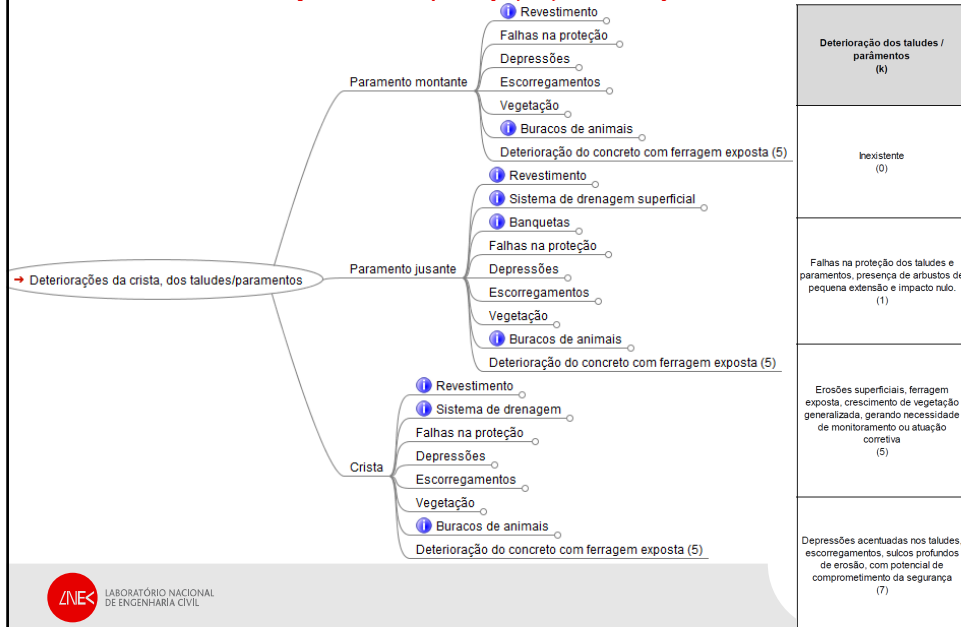 Revestimento
Falhas na proteção
Depressões
Escorregamentos
Vegetação
Buracos de animais
Deterioração do concreto com ferragem exposta (5)
Paramento montante
Revestimento
Sistema de drenagem superficial
Banquetas
Falhas na proteção
Depressões
Escorregamentos
Vegetação
Buracos de animais
Deterioração do concreto com ferragem exposta (5)
Paramento jusante
Deteriorações da crista, dos taludes/paramentos
Revestimento
Sistema de drenagem
Falhas na proteção
Depressões
Escorregamentos
Vegetação
Buracos de animais
Deterioração do concreto com ferragem exposta (5)
Crista
Deterioração dos taludes /
parâmentos
(k)
Inexistente
(0)
Falhas na proteção dos taludes e
paramentos, presença de arbustos de
pequena extensão e impacto nulo.
(1)
Erosões superficiais, ferragem
exposta, crescimento de vegetação
generalizada, gerando necessidade
de monitoramento ou atuação
corretiva
(5)
Depressões acentuadas nos taludes,
escorregamentos, sulcos profundos
de erosão, com potencial de
comprometimento da segurança
(7)
LNEC
LABORATÓRIO NACIONAL
DE ENGENHARIA CIVIL